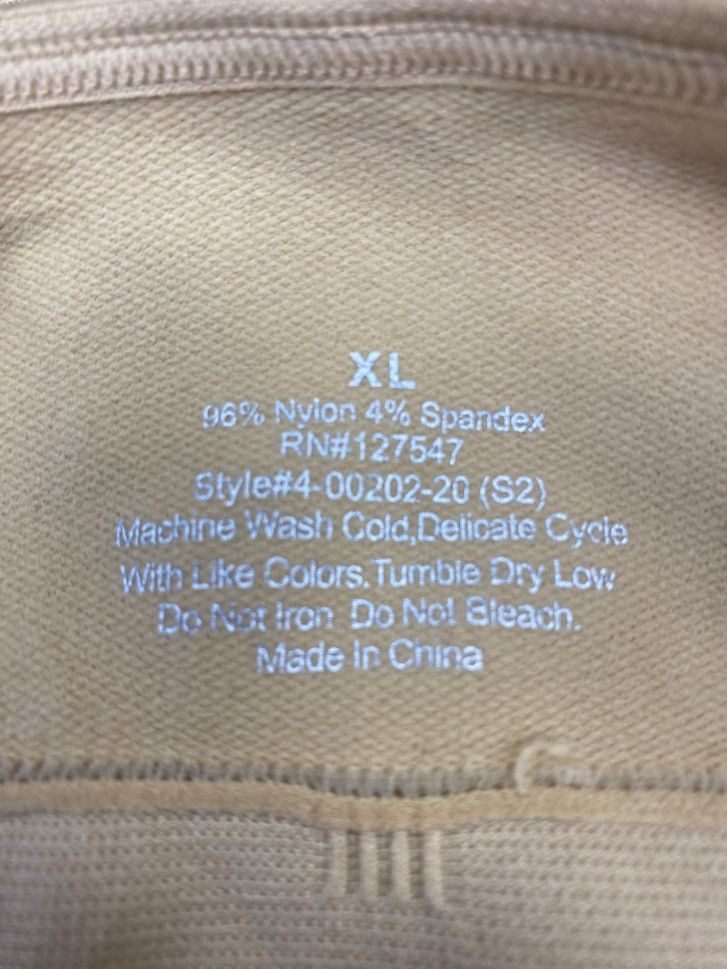 XL
96% Nylon 4% Spandex
RN#127547
Style#4-00202-20 (S2)
Machine Wash Cold,Delicate Cycle
With Like Colors.Tumble Dry Low
Do Not Iron. Do Not Bleach.
Made In China